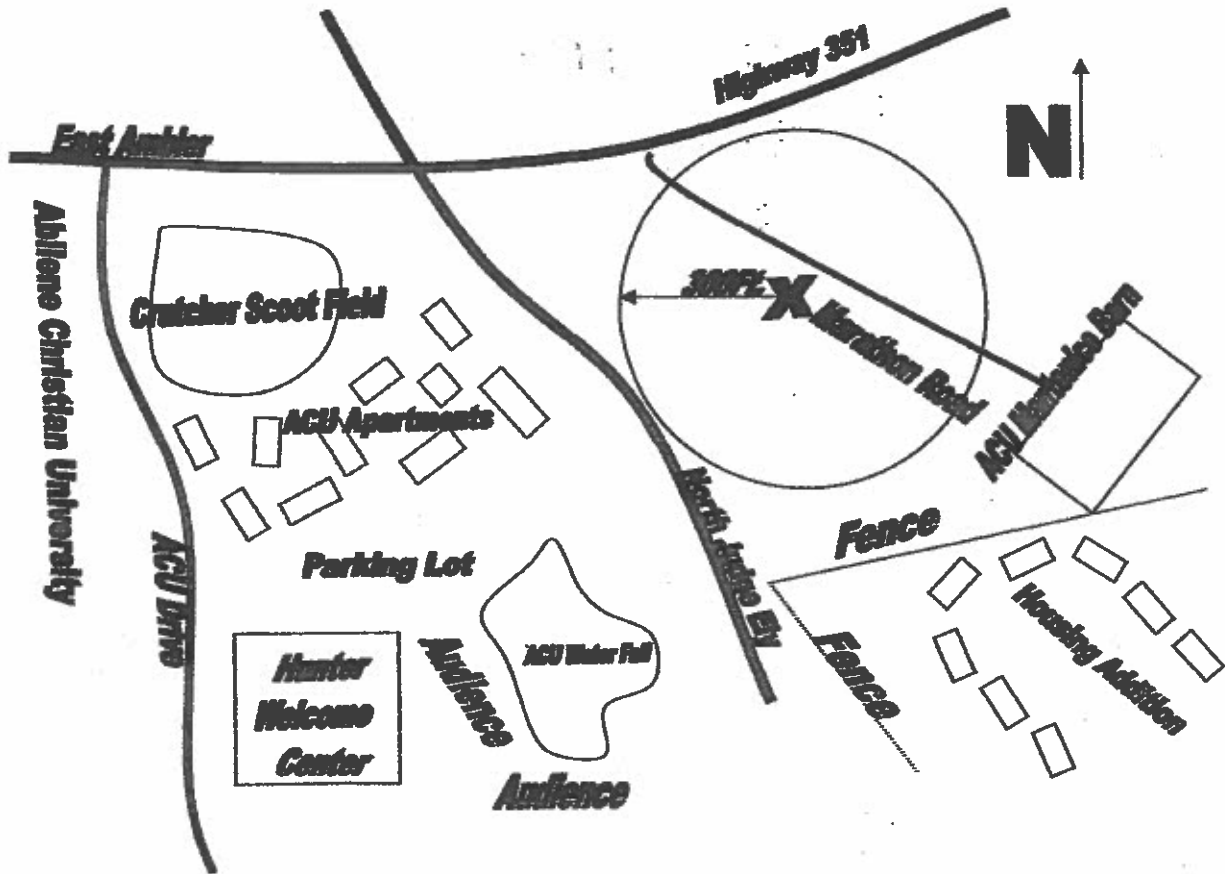 Highway 351
East Ambler
N
Abilene Christian University
Crutcher Scoot Field
300Ft
X
Marathon Road
ACU Barn
ACU Apartments
North Judge Ely
Fence
Parking Lot
ACU Drive
Housing Addition
Fence
Audience
ACU Water Fall
Hunter
Welcome
Center
Audience